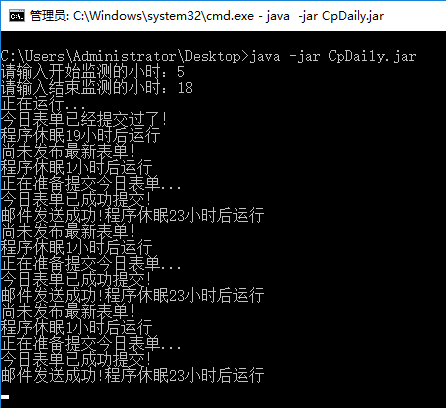 管理员: C:\Windows\system32\cmd.exe - java  -jar CpDaily.jar
C:\Users\Administrator\Desktop>java -jar CpDaily.jar
请输入开始监测的小时：5
请输入结束监测的小时：18
正在运行...
今日表单已经提交过了!
程序休眠19小时后运行
尚未发布最新表单!
程序休眠1小时后运行
正在准备提交今日表单...
今日表单已成功提交!
邮件发送成功!程序休眠23小时后运行
尚未发布最新表单!
程序休眠1小时后运行
正在准备提交今日表单...
今日表单已成功提交!
邮件发送成功!程序休眠23小时后运行
尚未发布最新表单!
程序休眠1小时后运行
正在准备提交今日表单...
今日表单已成功提交!
邮件发送成功!程序休眠23小时后运行